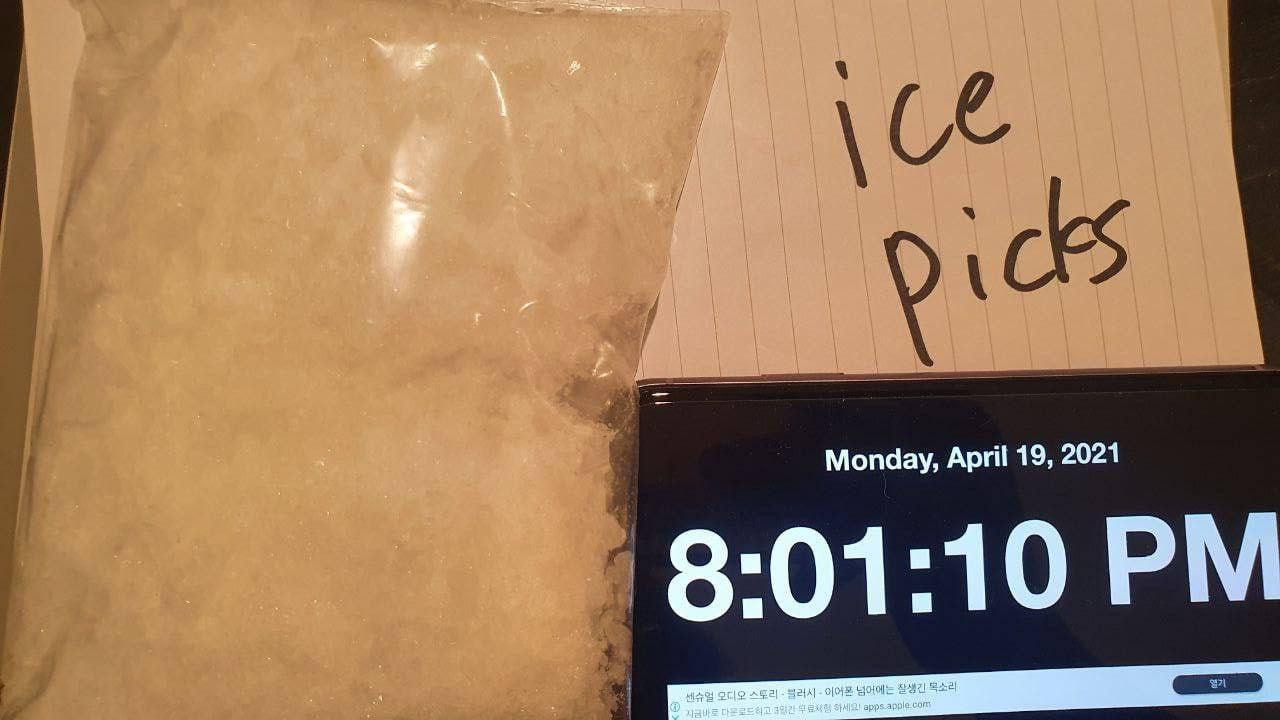 ice
picks
Monday, April 19, 2021
8:01:10 PM
센슈얼 오디오 스토리 - 블러시 - 이어폰 넘어에는 잘생긴 목소리
지금바로 다운로드하고 3일간 무료체험 하세요! apps.apple.com
열기